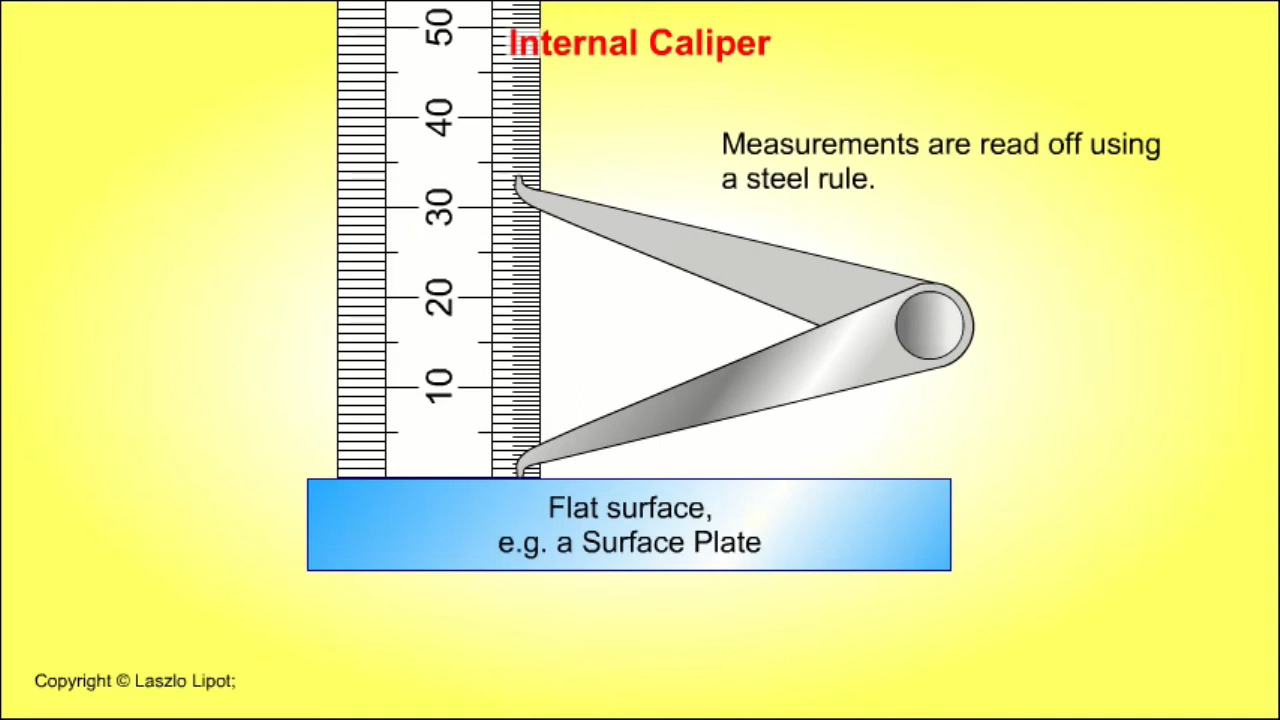 Internal Caliper
50
40
30
20
10
Measurements are read off using
a steel rule.
Flat surface,
e.g. a Surface Plate
Copyright © Laszlo Lipot;